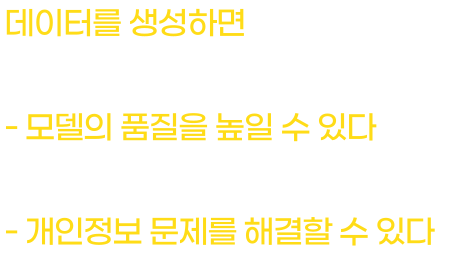 데이터를 생성하면
- 모델의 품질을 높일 수 있다
- 개인정보 문제를 해결할 수 있다